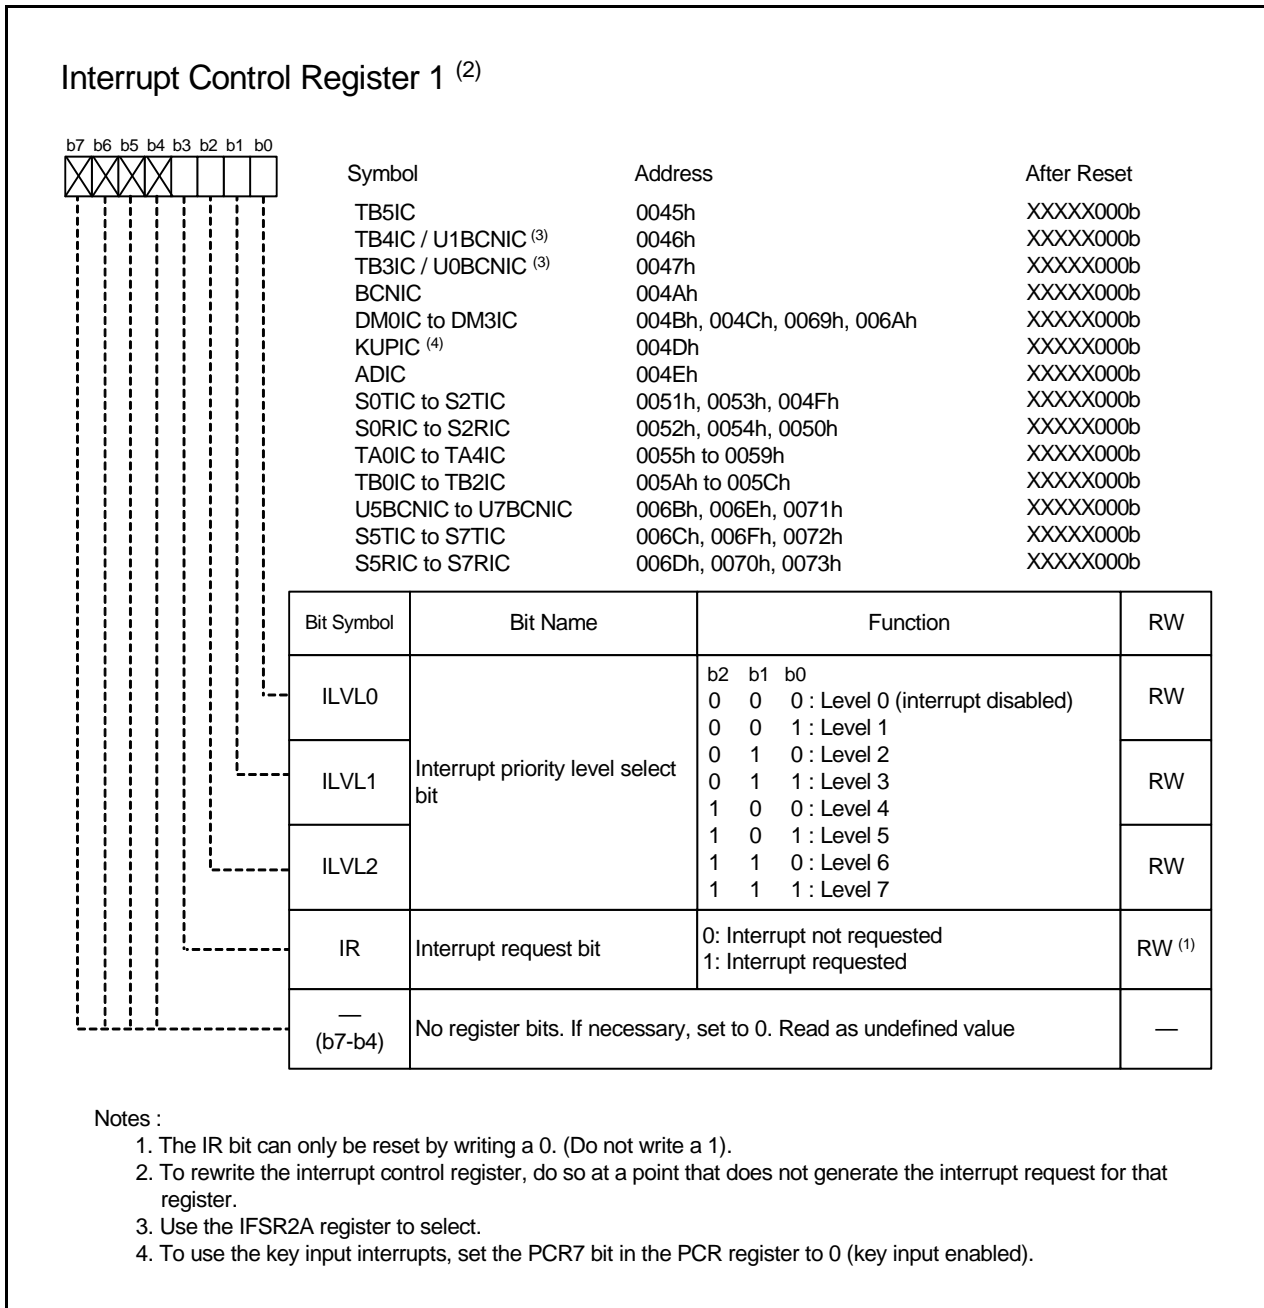 Interrupt Control Register 1 (2)
b7 b6 b5 b4 b3 b2 b1 b0
Symbol Address After Reset
TB5IC 0045h XXXXX000b
TB4IC / U1BCNIC (3) 0046h XXXXX000b
TB3IC / U0BCNIC (3) 0047h XXXXX000b
BCNIC 004Ah XXXXX000b
DM0IC to DM3IC 004Bh, 004Ch, 0069h, 006Ah XXXXX000b
KUPIC (4) 004Dh XXXXX000b
ADIC 004Eh XXXXX000b
S0TIC to S2TIC 0051h, 0053h, 004Fh XXXXX000b
S0RIC to S2RIC 0052h, 0054h, 0050h XXXXX000b
TA0IC to TA4IC 0055h to 0059h XXXXX000b
TB0IC to TB2IC 005Ah to 005Ch XXXXX000b
U5BCNIC to U7BCNIC 006Bh, 006Eh, 0071h XXXXX000b
S5TIC to S7TIC 006Ch, 006Fh, 0072h XXXXX000b
S5RIC to S7RIC 006Dh, 0070h, 0073h XXXXX000b
Bit Symbol Bit Name Function RW
ILVL0 RW
ILVL1 RW
ILVL2 RW
Interrupt priority level select
bit
b2 b1 b0
0 0 0 : Level 0 (interrupt disabled)
0 0 1 : Level 1
0 1 0 : Level 2
0 1 1 : Level 3
1 0 0 : Level 4
1 0 1 : Level 5
1 1 0 : Level 6
1 1 1 : Level 7
IR Interrupt request bit
0: Interrupt not requested
1: Interrupt requested
RW (1)
—
(b7-b4)
No register bits. If necessary, set to 0. Read as undefined value —
Notes :
1. The IR bit can only be reset by writing a 0. (Do not write a 1).
2. To rewrite the interrupt control register, do so at a point that does not generate the interrupt request for that
register.
3. Use the IFSR2A register to select.
4. To use the key input interrupts, set the PCR7 bit in the PCR register to 0 (key input enabled).